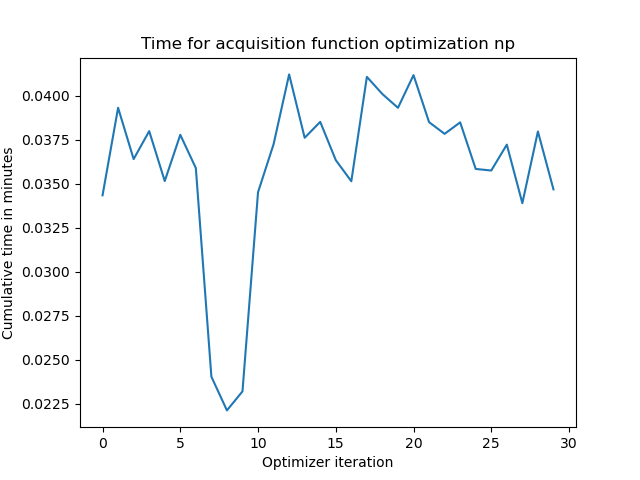 Time for acquisition function optimization np
Cumulative time in minutes
0.0400
0.0375
0.0350
0.0325
0.0300
0.0275
0.0250
0.0225
0 5 10 15 20 25 30
Optimizer iteration